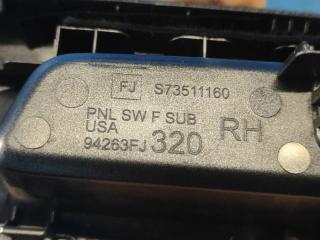 FJ S73511160
PNL SW F SUB
USA RH
94263FJ 320